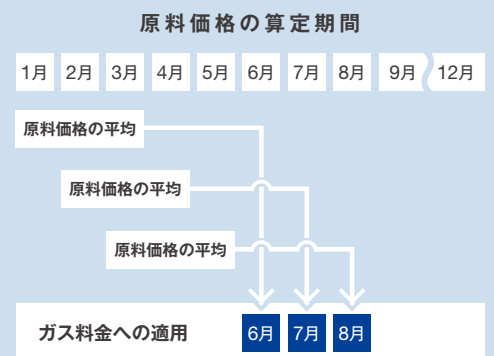 原料価格の算定期間
1月 2月 3月 4月 5月 6月 7月 8月 9月 12月
原料価格の平均
原料価格の平均
原料価格の平均
ガス料金への適用 6月 7月 8月